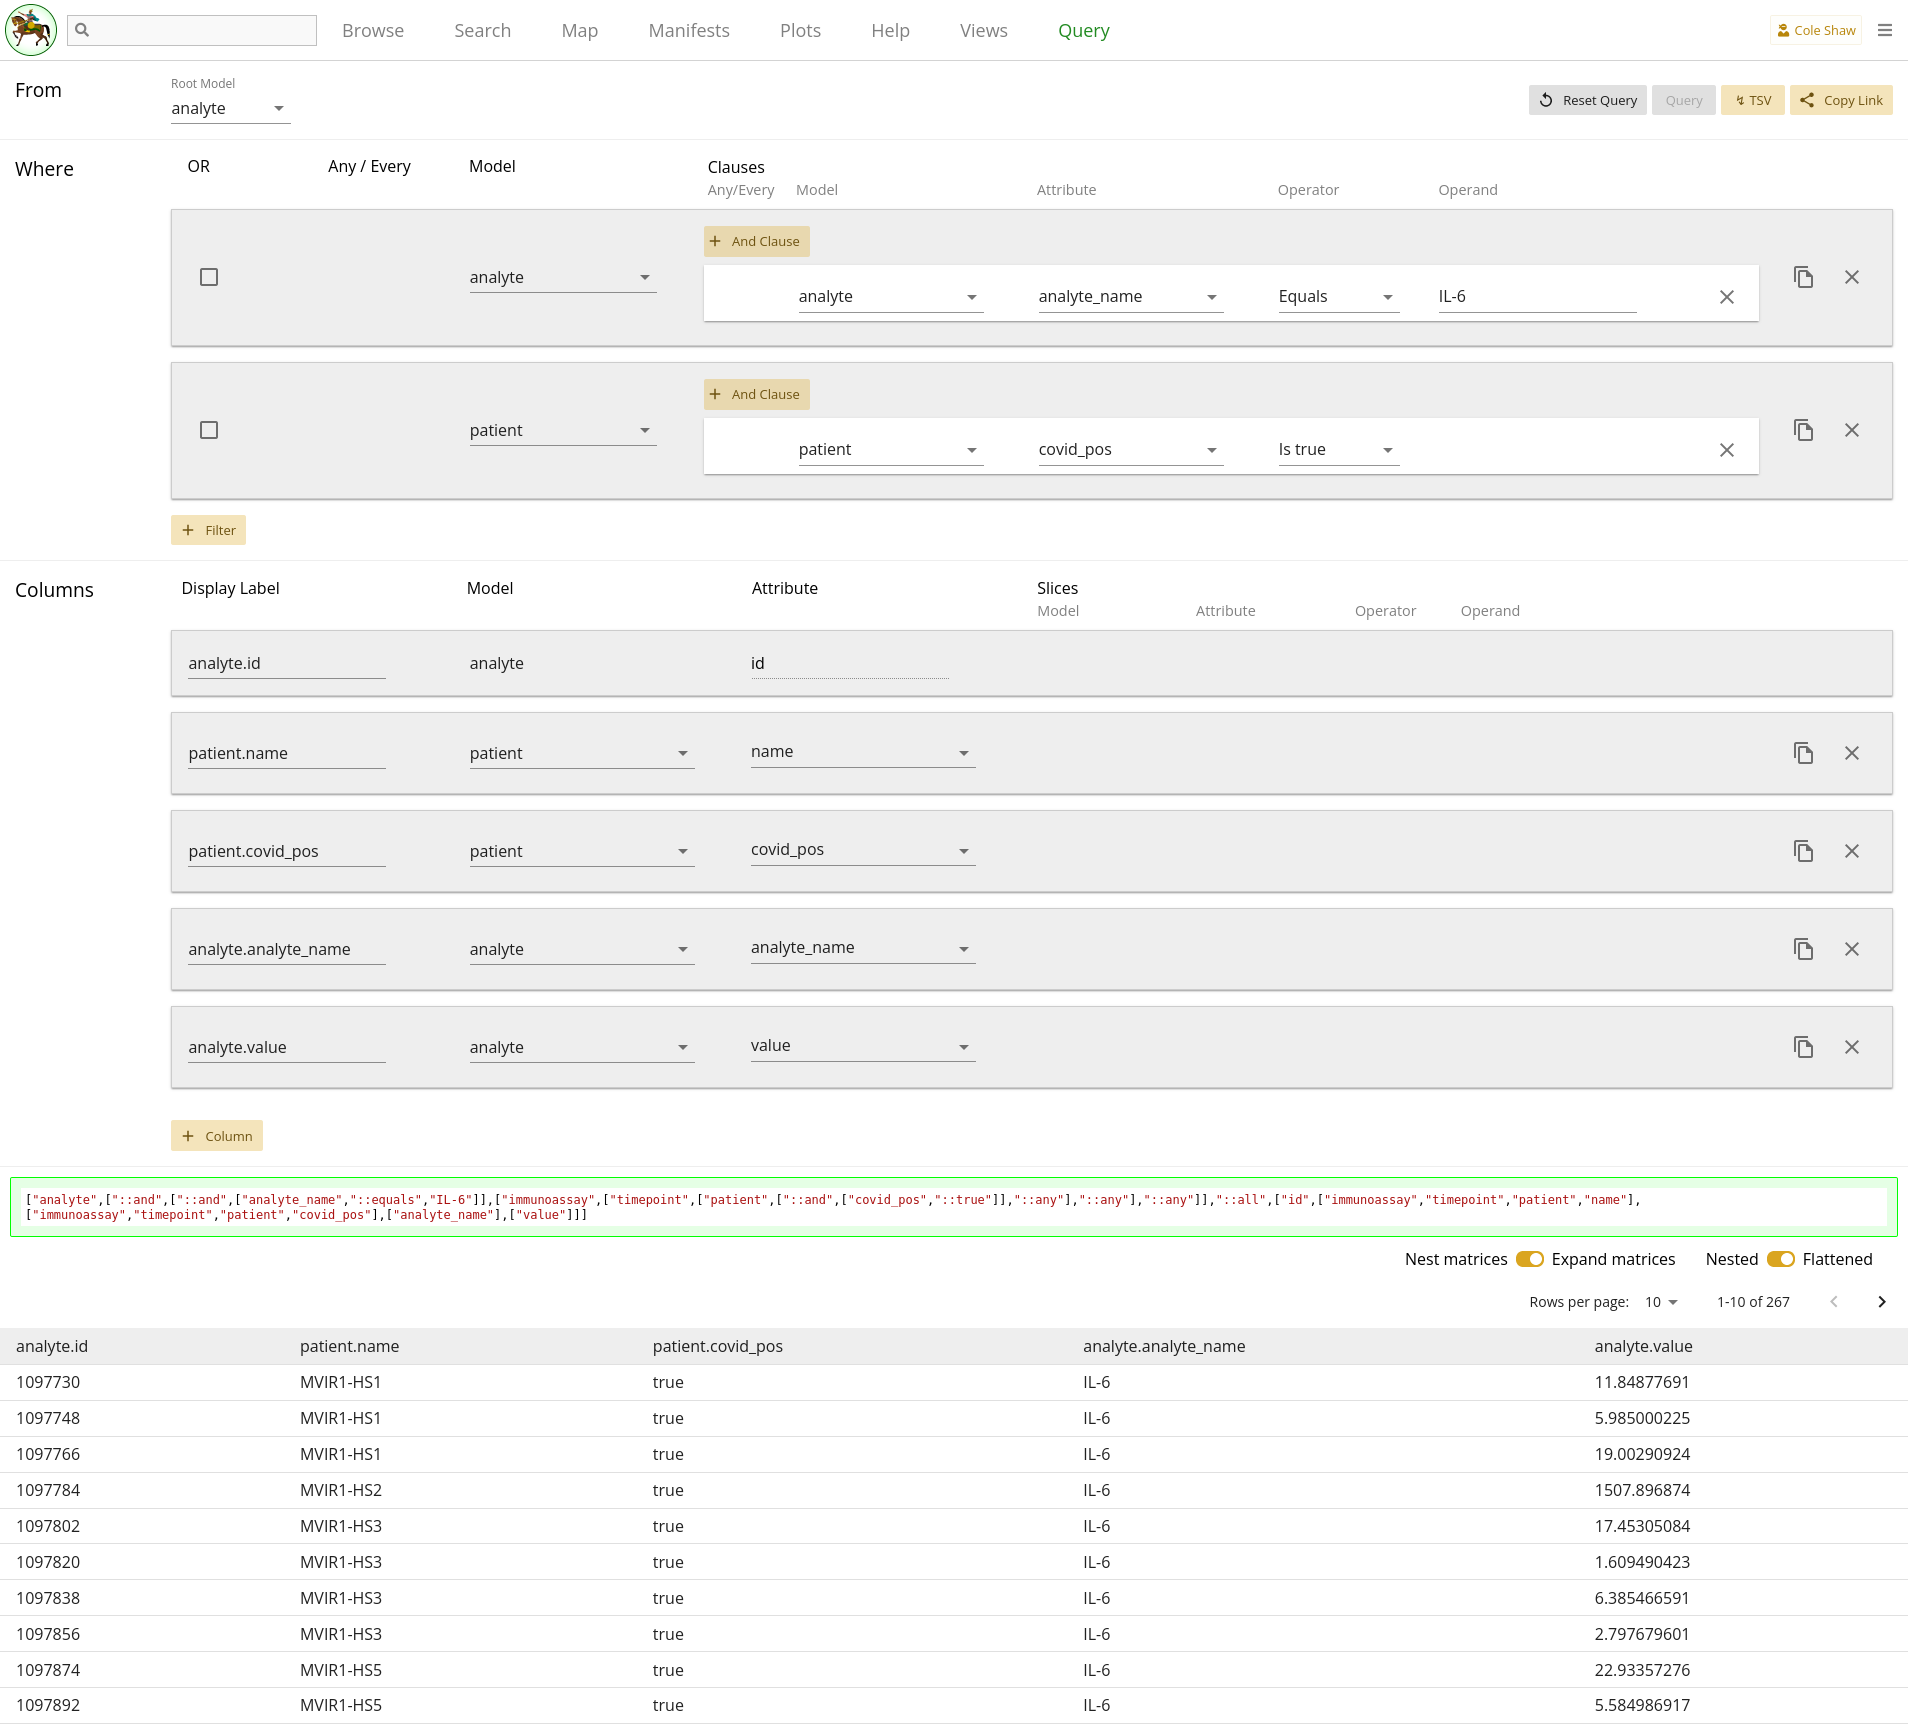 Browse Search Map Manifests Plots Help Views Query Cole Shaw
From
Root Model
analyte
Reset Query Query ↯ TSV Copy Link
Where OR Any / Every Model Clauses
Any/Every Model Attribute Operator Operand
+ And Clause
analyte analyte analyte_name Equals IL-6
+ And Clause
patient patient covid_pos Is true
+ Filter
Columns Display Label Model Attribute Slices
Model Attribute Operator Operand
analyte.id analyte id
patient.name patient name
patient.covid_pos patient covid_pos
analyte.analyte_name analyte analyte_name
analyte.value analyte value
+ Column
["analyte",["::and",["::and",["analyte_name","::equals","IL-6"]],["immunoassay",["timepoint",["patient",["::and",["covid_pos","::true"]],"::any"],"::any"],"::any"]],"::all",["id",["immunoassay","timepoint","patient","name"],
["immunoassay","timepoint","patient","covid_pos"],["analyte_name"],["value"]]]
Nest matrices Expand matrices Nested Flattened
Rows per page: 10 1-10 of 267
analyte.id patient.name patient.covid_pos analyte.analyte_name analyte.value
1097730 MVIR1-HS1 true IL-6 11.84877691
1097748 MVIR1-HS1 true IL-6 5.985000225
1097766 MVIR1-HS1 true IL-6 19.00290924
1097784 MVIR1-HS2 true IL-6 1507.896874
1097802 MVIR1-HS3 true IL-6 17.45305084
1097820 MVIR1-HS3 true IL-6 1.609490423
1097838 MVIR1-HS3 true IL-6 6.385466591
1097856 MVIR1-HS3 true IL-6 2.797679601
1097874 MVIR1-HS5 true IL-6 22.93357276
1097892 MVIR1-HS5 true IL-6 5.584986917